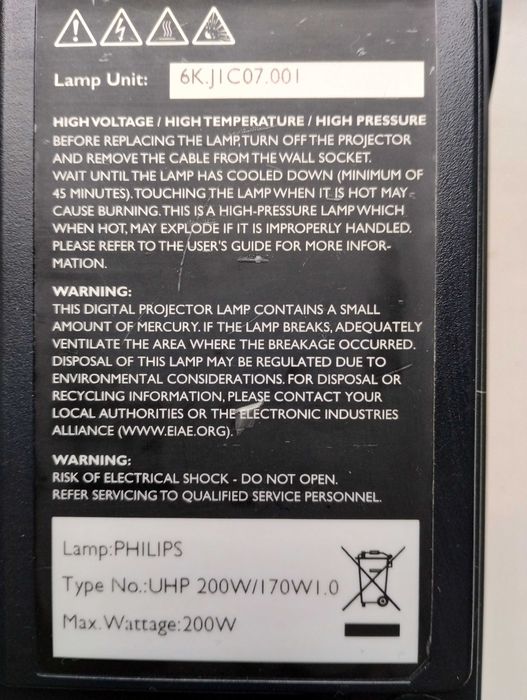 Lamp Unit: 6K.J1C07.001
HIGH VOLTAGE / HIGH TEMPERATURE / HIGH PRESSURE
BEFORE REPLACING THE LAMP, TURN OFF THE PROJECTOR
AND REMOVE THE CABLE FROM THE WALL SOCKET.
WAIT UNTIL THE LAMP HAS COOLED DOWN (MINIMUM OF
45 MINUTES). TOUCHING THE LAMP WHEN IT IS HOT MAY
CAUSE BURNING. THIS IS A HIGH-PRESSURE LAMP WHICH
WHEN HOT, MAY EXPLODE IF IT IS IMPROPERLY HANDLED.
PLEASE REFER TO THE USER'S GUIDE FOR MORE INFOR-
MATION.
WARNING:
THIS DIGITAL PROJECTOR LAMP CONTAINS A SMALL
AMOUNT OF MERCURY. IF THE LAMP BREAKS, ADEQUATELY
VENTILATE THE AREA WHERE THE BREAKAGE OCCURRED.
DISPOSAL OF THIS LAMP MAY BE REGULATED DUE TO
ENVIRONMENTAL CONSIDERATIONS. FOR DISPOSAL OR
RECYCLING INFORMATION, PLEASE CONTACT YOUR
LOCAL AUTHORITIES OR THE ELECTRONIC INDUSTRIES
ALLIANCE (WWW.EIAE.ORG).
WARNING:
RISK OF ELECTRICAL SHOCK - DO NOT OPEN.
REFER SERVICING TO QUALIFIED SERVICE PERSONNEL.
Lamp:PHILIPS
Type No.:UHP 200W/170W1.0
Max.Wattage:200W